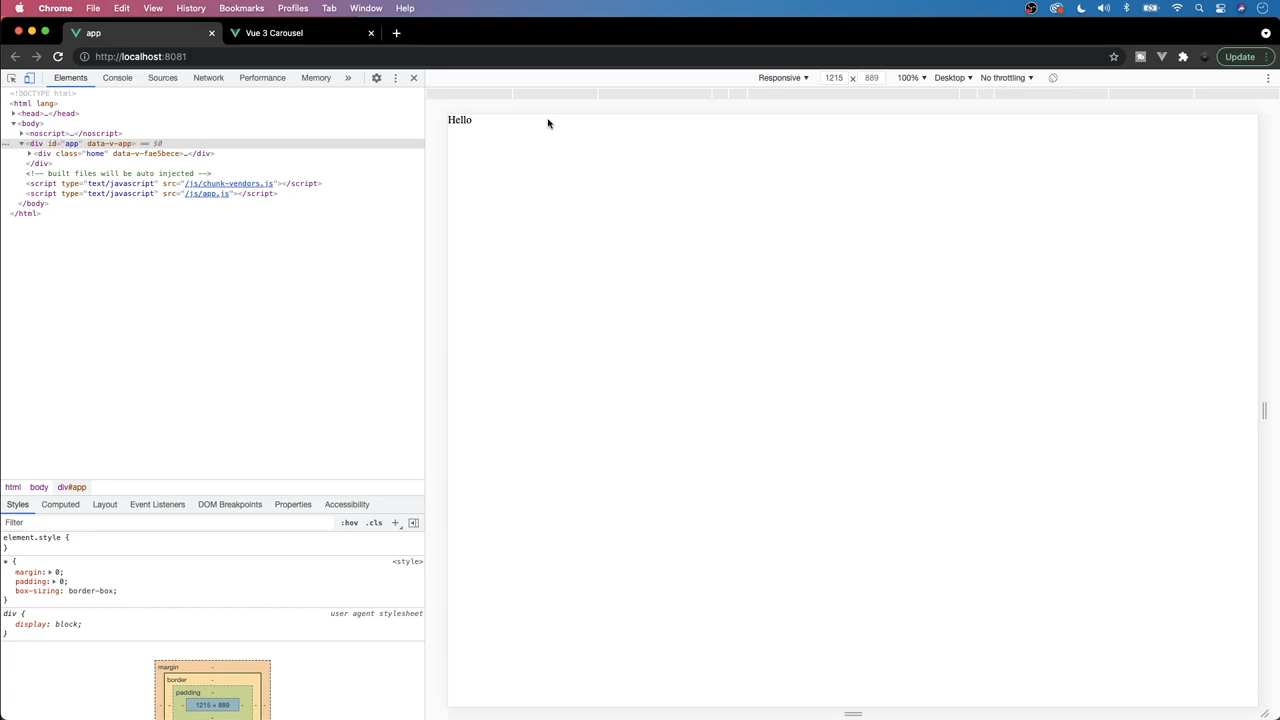 Chrome File Edit View History Bookmarks Profiles Tab Window Help
app Vue 3 Carousel
http://localhost:8081 Update
Elements Console Sources Network Performance Memory » Responsive 1215 × 889 100% Desktop No throttling
<!DOCTYPE html>
<html lang>
<head>…</head>
<body>
<noscript>…</noscript>
… <div id="app" data-v-app> == $0
<div class="home" data-v-fae5bece>…</div>
</div>
<!-- built files will be auto injected -->
<script type="text/javascript" src="/js/chunk-vendors.js"></script>
<script type="text/javascript" src="/js/app.js"></script>
</body>
</html>
Hello
html body div#app
Styles Computed Layout Event Listeners DOM Breakpoints Properties Accessibility
Filter :hov .cls +
element.style {
}
* { <style>
margin: 0;
padding: 0;
box-sizing: border-box;
}
div { user agent stylesheet
display: block;
}
margin -
border -
padding -
- - - 1215 × 889 - - -
-